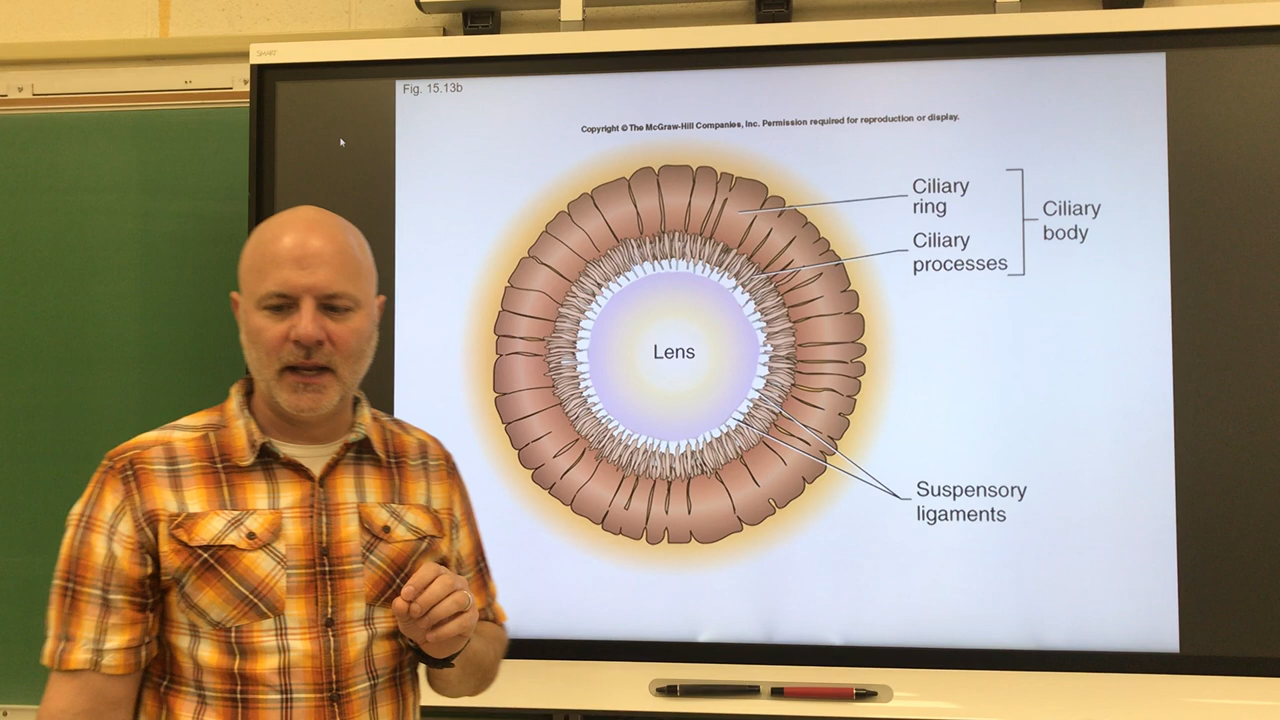 SMART
Fig. 15.13b
Copyright © The McGraw-Hill Companies, Inc. Permission required for reproduction or display.
Ciliary
ring
Ciliary
processes
Ciliary
body
Lens
Suspensory
ligaments